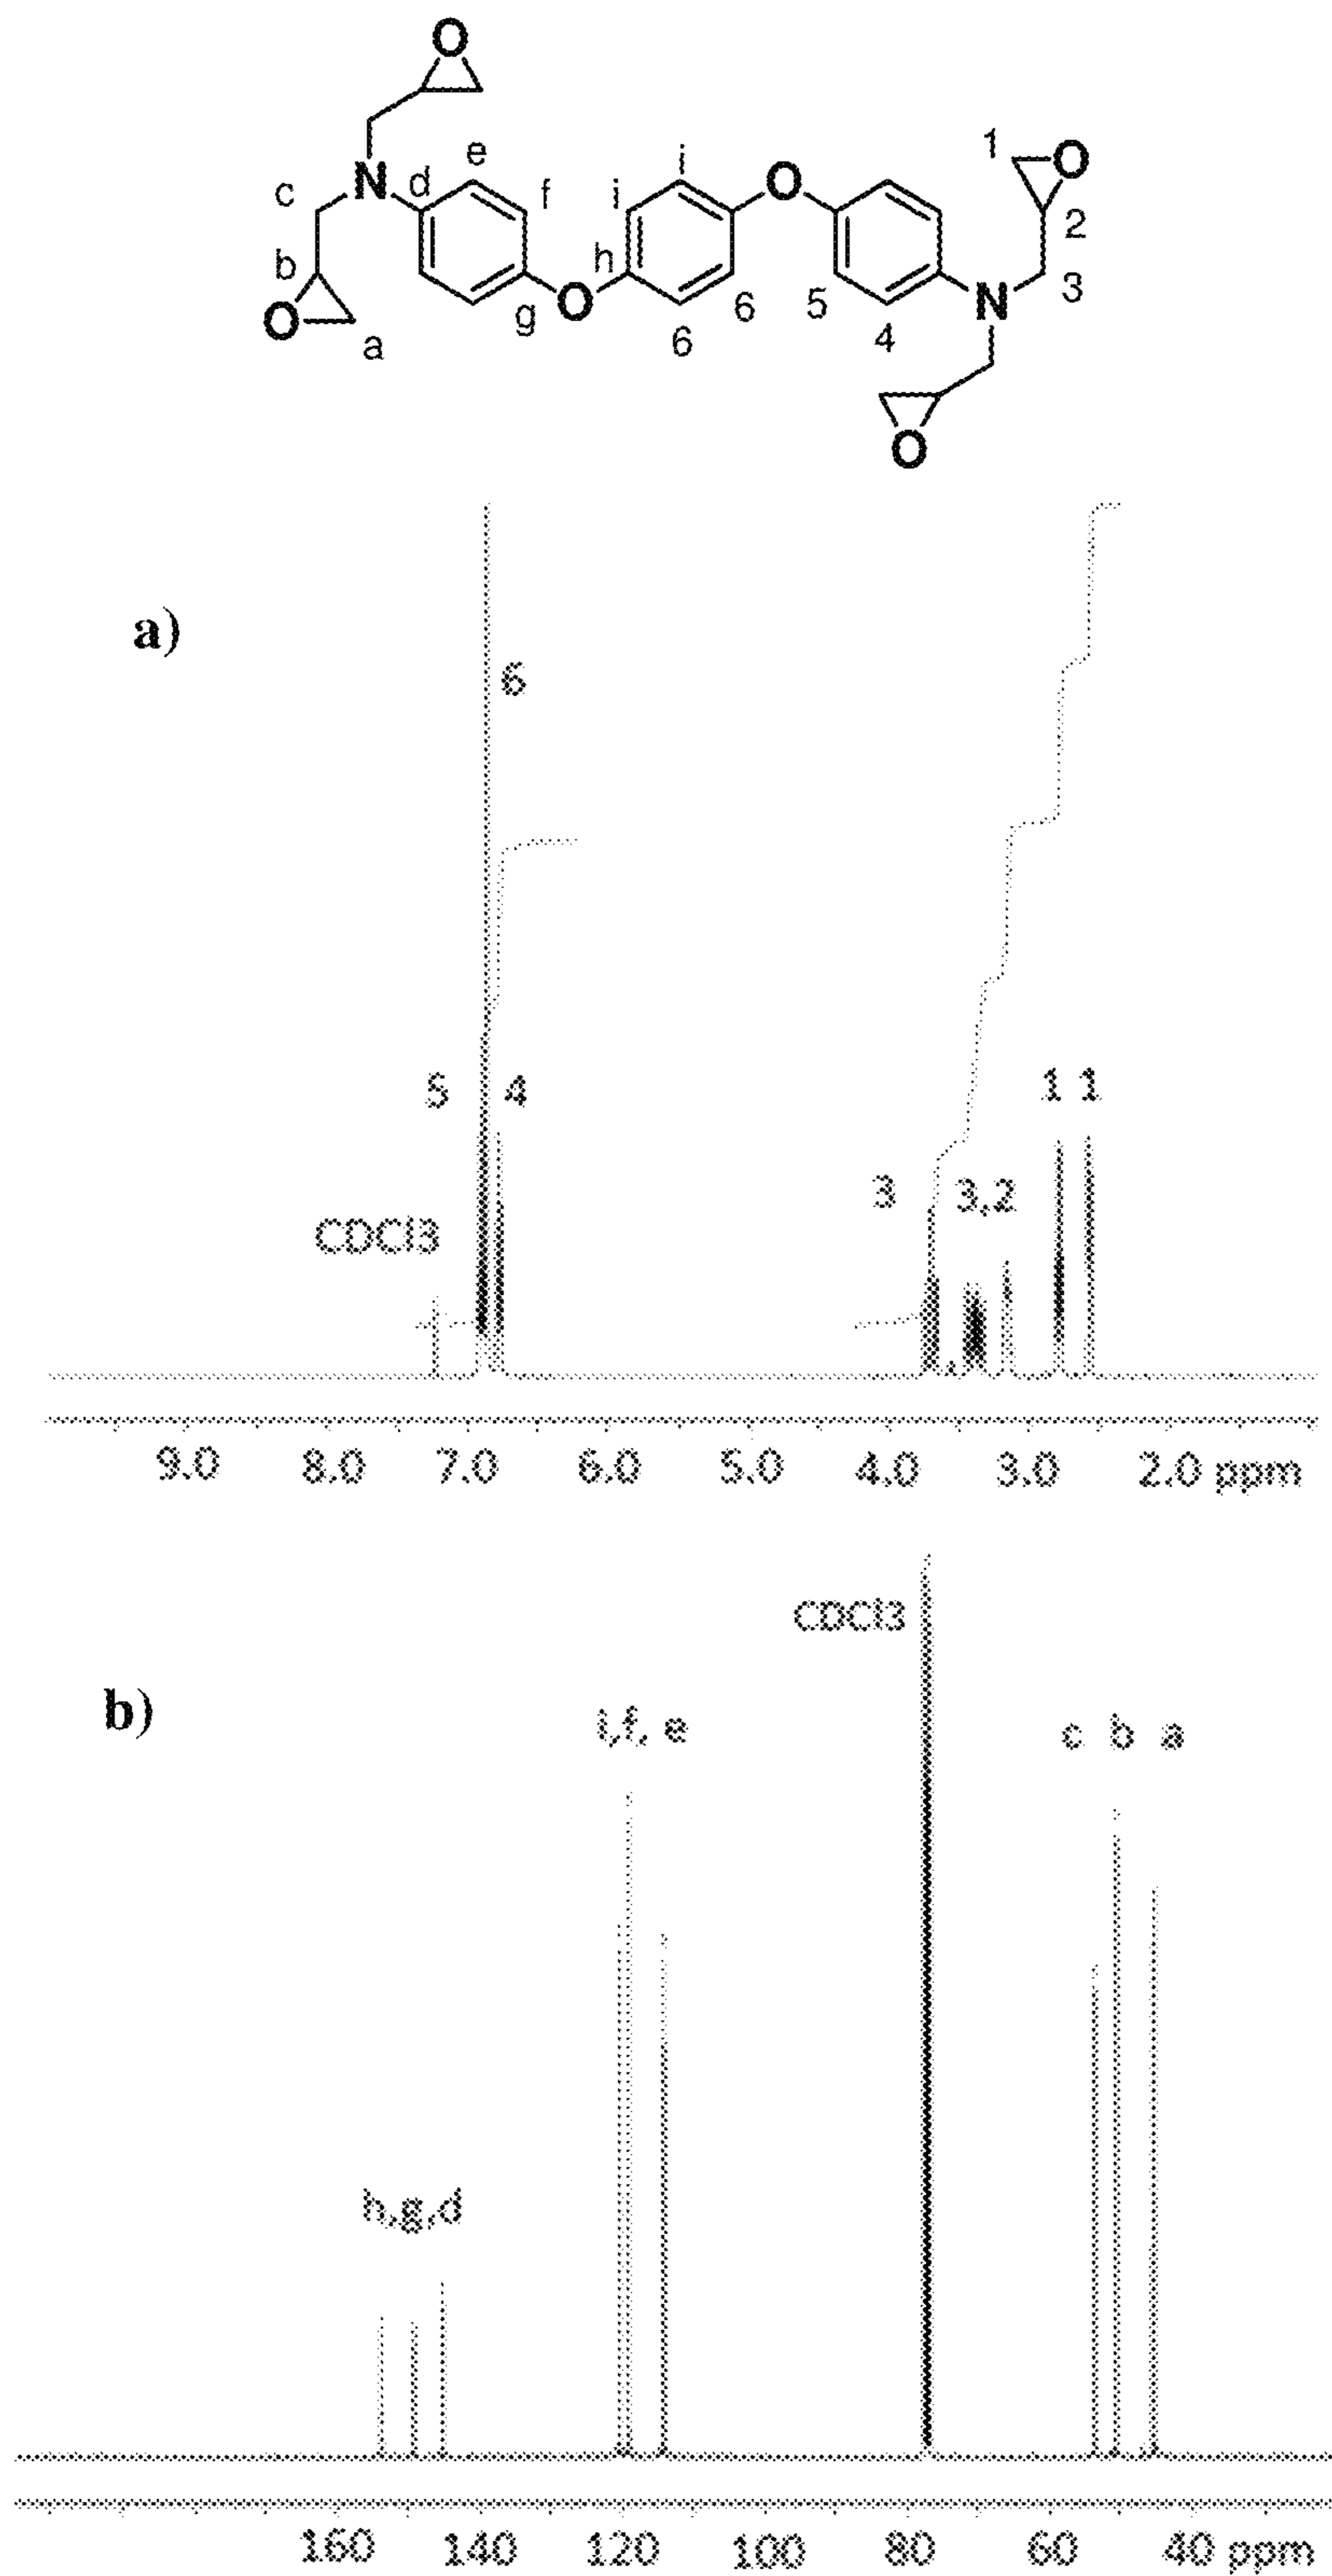 O
N
d
e
f
c
b
O
a
g
O
h
i
i
6
6
O
5
4
N
1
O
2
3
O
a)
6
5
4
CDCl3
3
3,2
1 1
9.0 8.0 7.0 6.0 5.0 4.0 3.0 2.0 ppm
b)
CDCl3
i,f, e
c b a
h,g,d
160 140 120 100 80 60 40 ppm